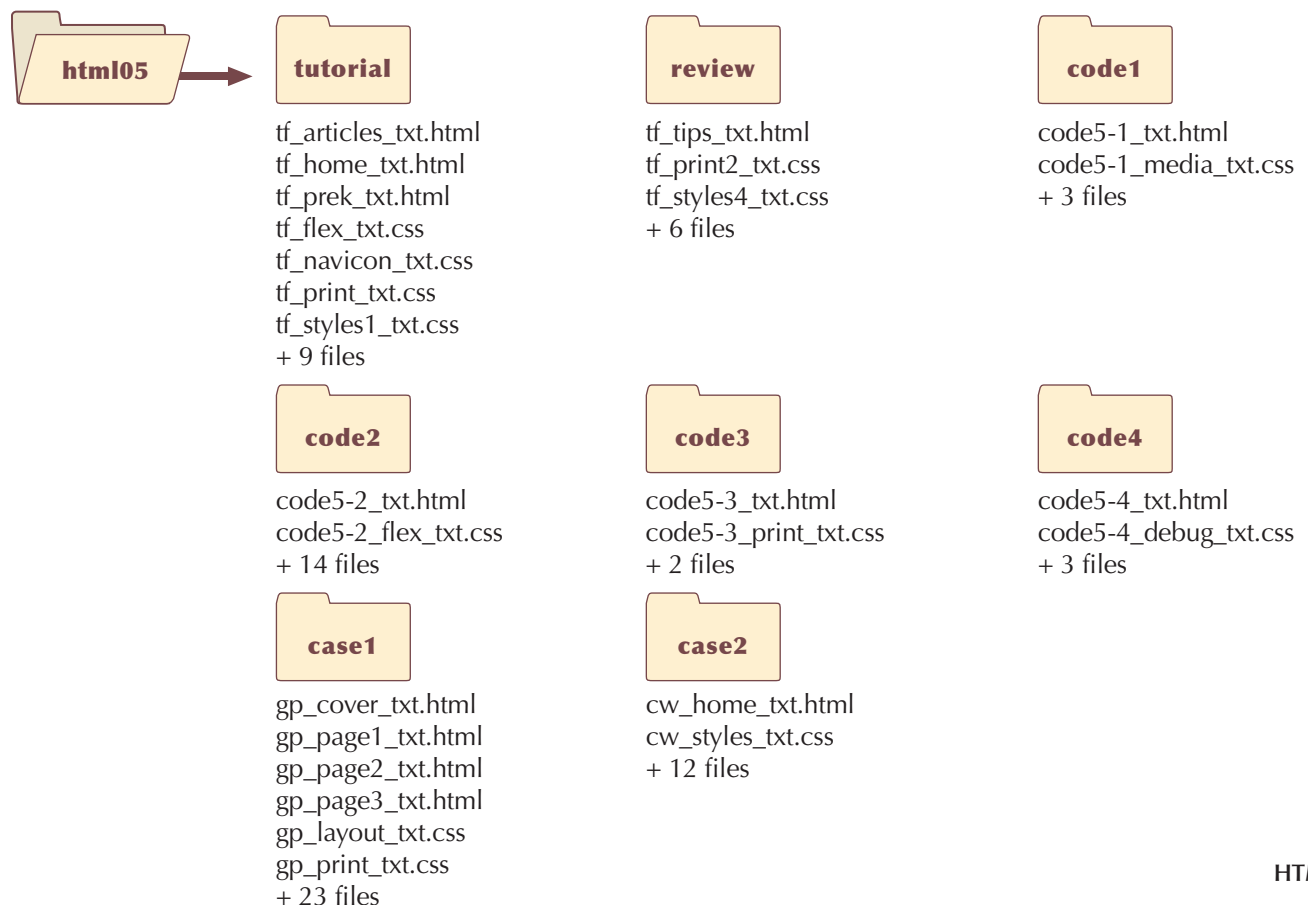 html05
tutorial
tf_articles_txt.html
tf_home_txt.html
tf_prek_txt.html
tf_flex_txt.css
tf_navicon_txt.css
tf_print_txt.css
tf_styles1_txt.css
+ 9 files
review
tf_tips_txt.html
tf_print2_txt.css
tf_styles4_txt.css
+ 6 files
code1
code5-1_txt.html
code5-1_media_txt.css
+ 3 files
code2
code5-2_txt.html
code5-2_flex_txt.css
+ 14 files
code3
code5-3_txt.html
code5-3_print_txt.css
+ 2 files
code4
code5-4_txt.html
code5-4_debug_txt.css
+ 3 files
case1
gp_cover_txt.html
gp_page1_txt.html
gp_page2_txt.html
gp_page3_txt.html
gp_layout_txt.css
gp_print_txt.css
+ 23 files
case2
cw_home_txt.html
cw_styles_txt.css
+ 12 files